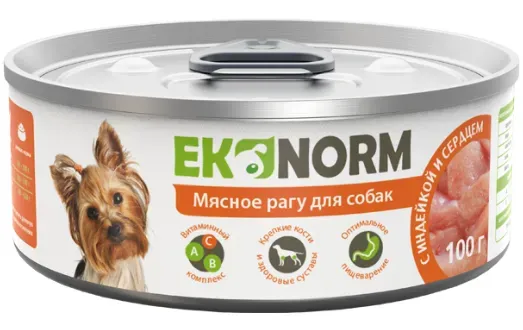 EKONORM
Мясное рагу для собак
Витаминный
A C B
комплекс
Крепкие кости
и здоровые суставы
Оптимальное
пищеварение
С ИНДЕЙКОЙ И СЕРДЦЕМ
100 г